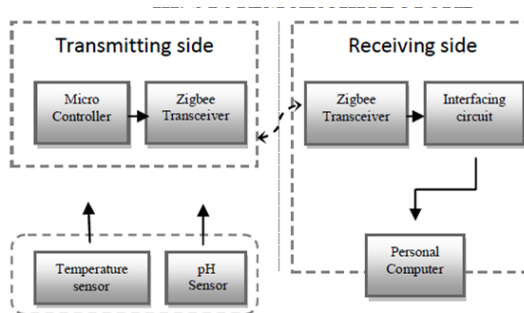 Transmitting side
Receiving side
Micro
Controller
Zigbee
Transceiver
Zigbee
Transceiver
Interfacing
circuit
Temperature
sensor
pH
Sensor
Personal
Computer